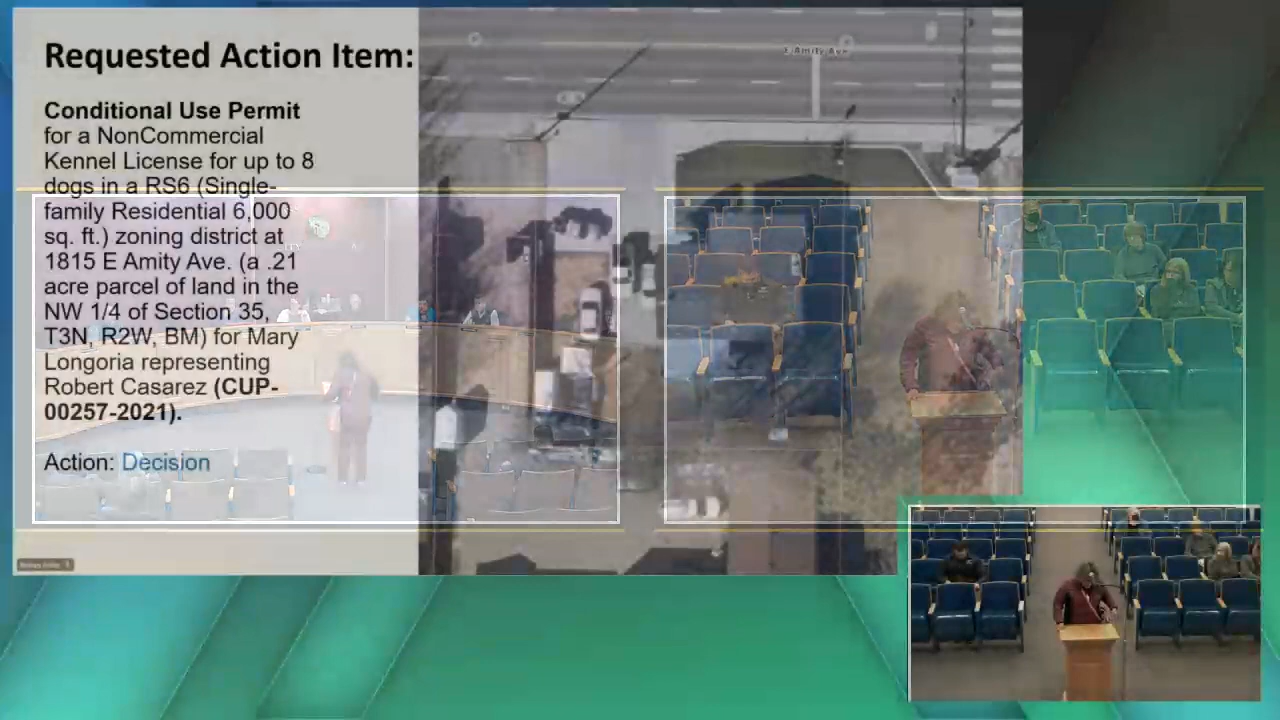 Requested Action Item:
Conditional Use Permit
for a NonCommercial
Kennel License for up to 8
dogs in a RS6 (Single-
family Residential 6,000
sq. ft.) zoning district at
1815 E Amity Ave. (a .21
acre parcel of land in the
NW 1/4 of Section 35,
T3N, R2W, BM) for Mary
Longoria representing
Robert Casarez (CUP-
00257-2021).
Action: Decision
E Amity Ave